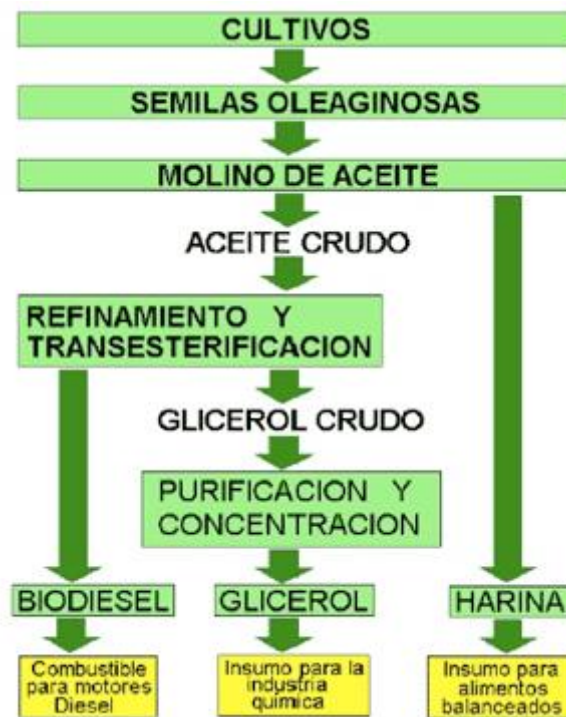 CULTIVOS
SEMILAS OLEAGINOSAS
MOLINO DE ACEITE
ACEITE CRUDO
REFINAMIENTO Y
TRANSESTERIFICACION
GLICEROL CRUDO
PURIFICACION Y
CONCENTRACION
BIODIESEL
GLICEROL
HARINA
Combustible
para motores
Diesel
Insumo para la
industria
quimica
Insumo para
alimentos
balanceados